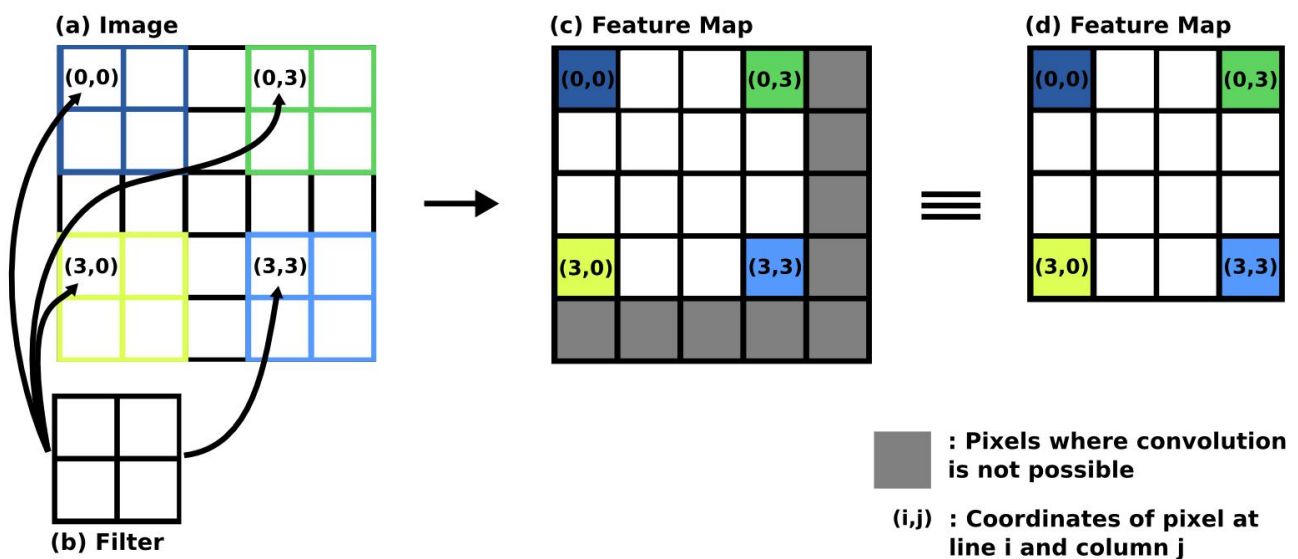 (a) Image
(c) Feature Map
(d) Feature Map
(0,0)
(0,3)
(0,0)
(0,3)
(0,0)
(0,3)
(3,0)
(3,3)
(3,0)
(3,3)
(3,0)
(3,3)
(b) Filter
: Pixels where convolution
is not possible
(i,j) : Coordinates of pixel at
line i and column j